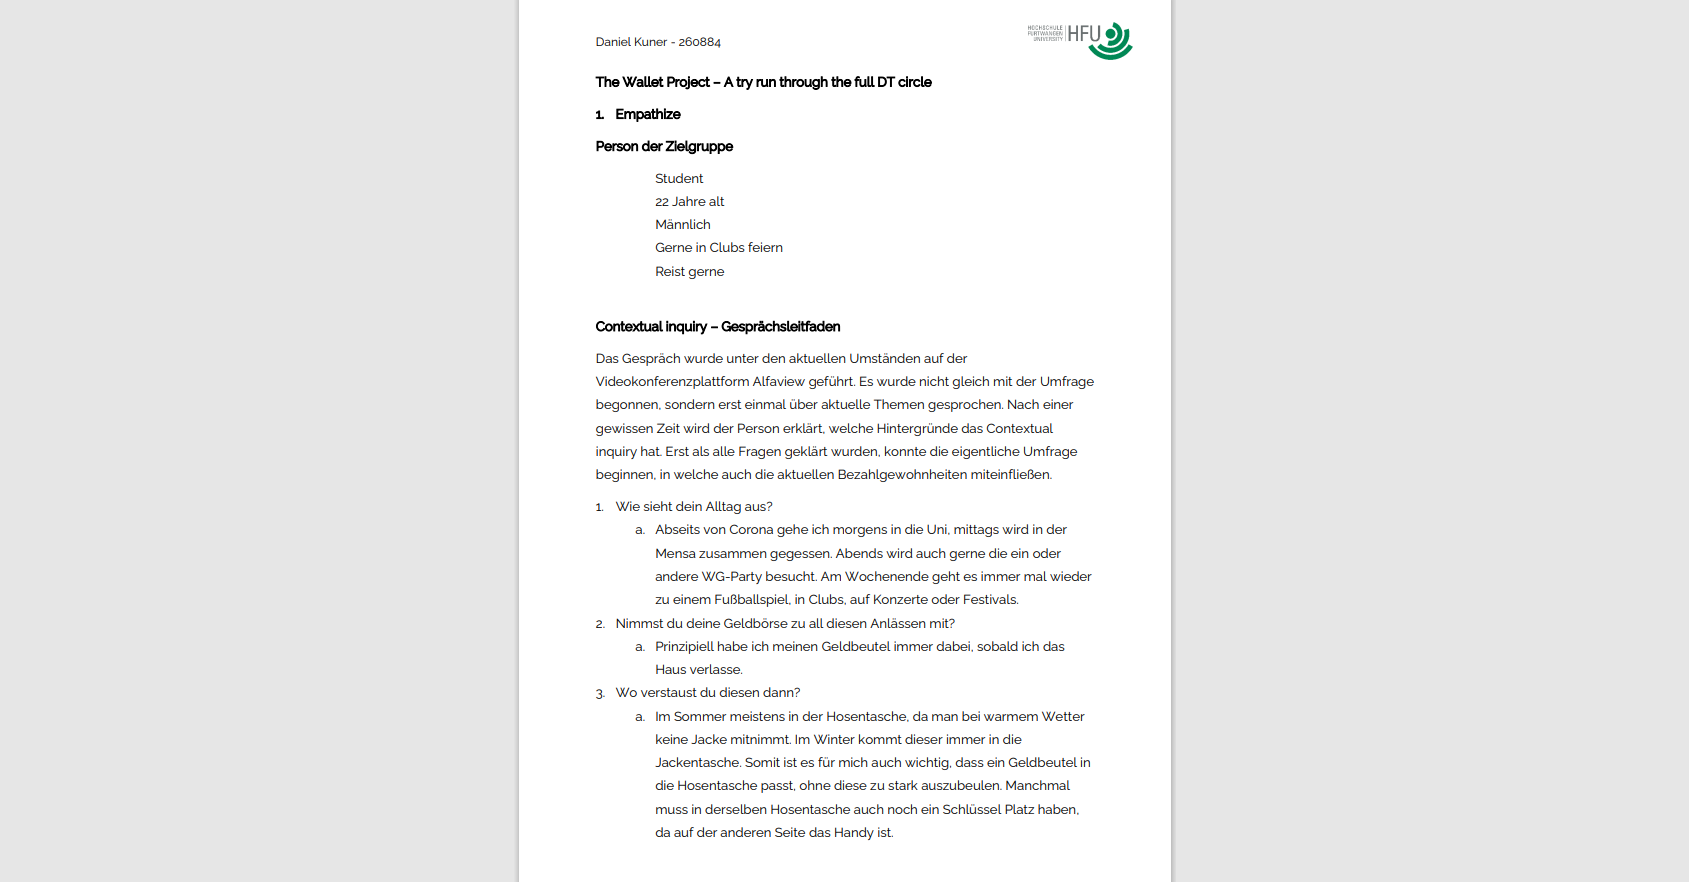 Daniel Kuner - 260884
HOCHSCHULE
FURTWANGEN
UNIVERSITY
HFU
The Wallet Project – A try run through the full DT circle
1. Empathize
Person der Zielgruppe
Student
22 Jahre alt
Männlich
Gerne in Clubs feiern
Reist gerne
Contextual inquiry – Gesprächsleitfaden
Das Gespräch wurde unter den aktuellen Umständen auf der
Videokonferenzplattform Alfaview geführt. Es wurde nicht gleich mit der Umfrage
begonnen, sondern erst einmal über aktuelle Themen gesprochen. Nach einer
gewissen Zeit wird der Person erklärt, welche Hintergründe das Contextual
inquiry hat. Erst als alle Fragen geklärt wurden, konnte die eigentliche Umfrage
beginnen, in welche auch die aktuellen Bezahlgewohnheiten miteinfließen.
1. Wie sieht dein Alltag aus?
a. Abseits von Corona gehe ich morgens in die Uni, mittags wird in der
Mensa zusammen gegessen. Abends wird auch gerne die ein oder
andere WG-Party besucht. Am Wochenende geht es immer mal wieder
zu einem Fußballspiel, in Clubs, auf Konzerte oder Festivals.
2. Nimmst du deine Geldbörse zu all diesen Anlässen mit?
a. Prinzipiell habe ich meinen Geldbeutel immer dabei, sobald ich das
Haus verlasse.
3. Wo verstaust du diesen dann?
a. Im Sommer meistens in der Hosentasche, da man bei warmem Wetter
keine Jacke mitnimmt. Im Winter kommt dieser immer in die
Jackentasche. Somit ist es für mich auch wichtig, dass ein Geldbeutel in
die Hosentasche passt, ohne diese zu stark auszubeulen. Manchmal
muss in derselben Hosentasche auch noch ein Schlüssel Platz haben,
da auf der anderen Seite das Handy ist.